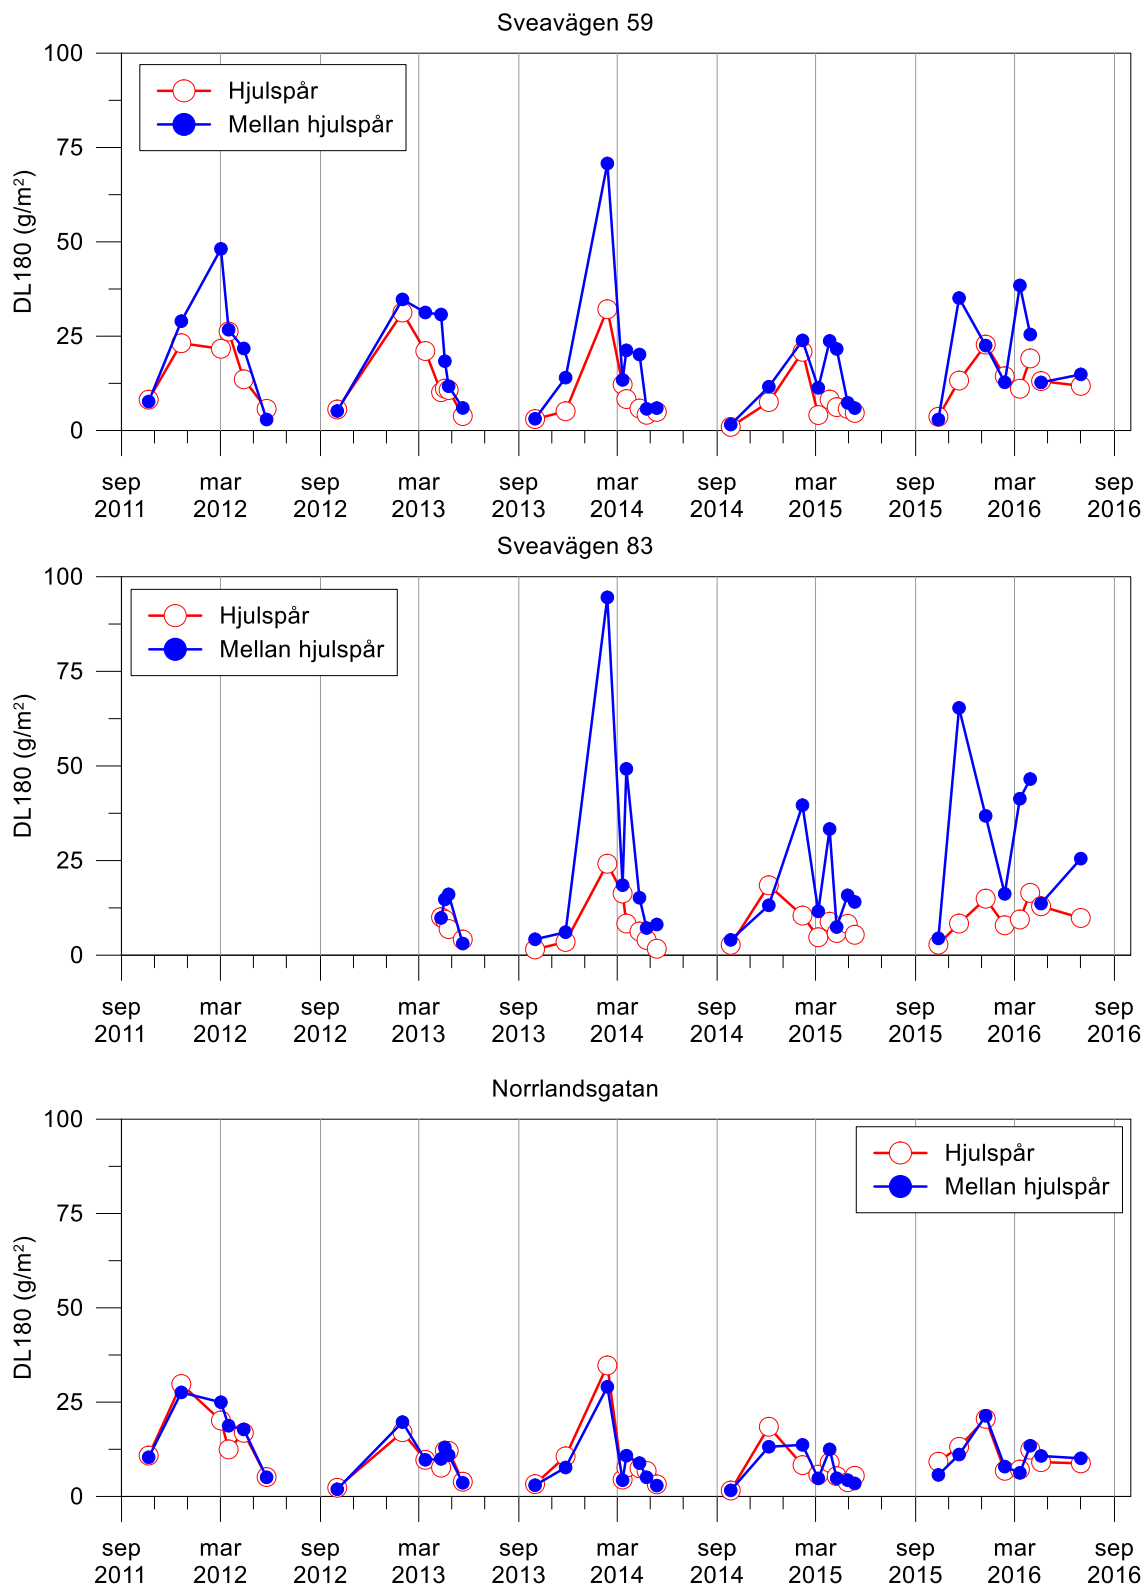 Sveavägen 59
100
75
50
25
0
DL180 (g/m²)
Hjulspår
Mellan hjulspår
sep mar sep mar sep mar sep mar sep mar sep
2011 2012 2012 2013 2013 2014 2014 2015 2015 2016 2016
Sveavägen 83
100
75
50
25
0
DL180 (g/m²)
Hjulspår
Mellan hjulspår
sep mar sep mar sep mar sep mar sep mar sep
2011 2012 2012 2013 2013 2014 2014 2015 2015 2016 2016
Norrlandsgatan
100
75
50
25
0
DL180 (g/m²)
Hjulspår
Mellan hjulspår
sep mar sep mar sep mar sep mar sep mar sep
2011 2012 2012 2013 2013 2014 2014 2015 2015 2016 2016